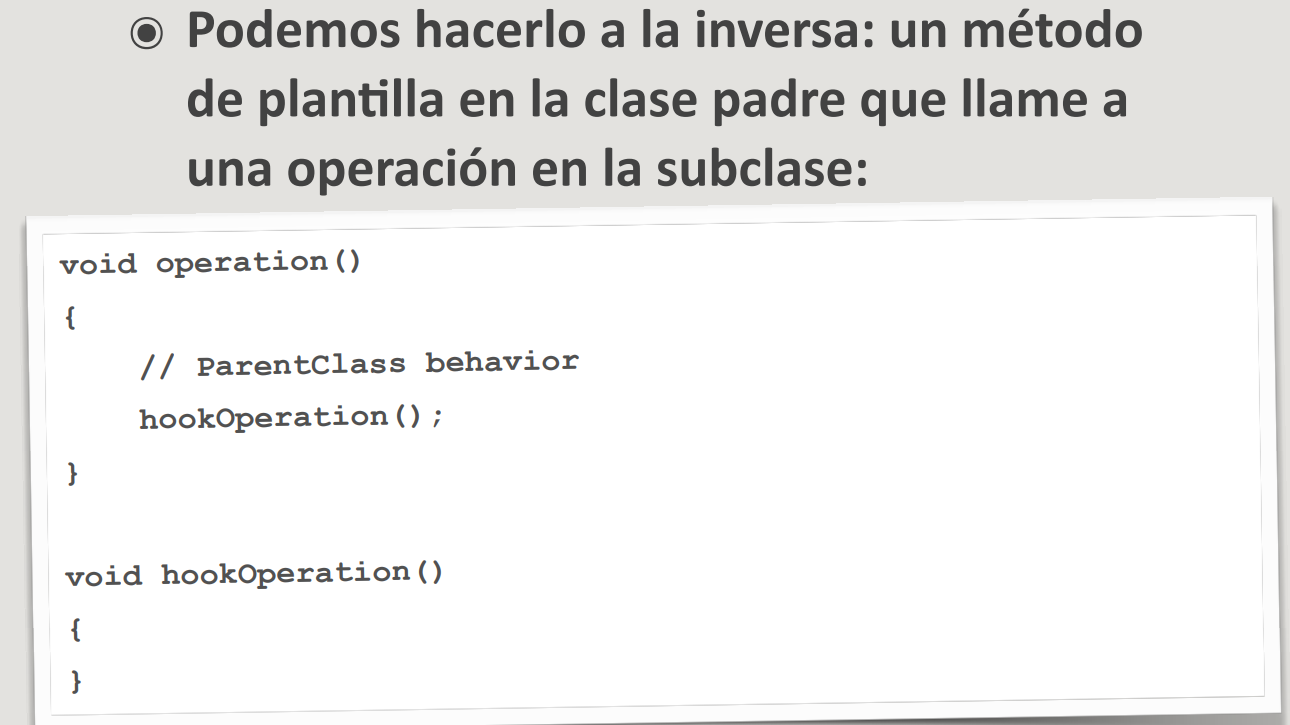 Podemos hacerlo a la inversa: un método
de plantilla en la clase padre que llame a
una operación en la subclase:
void operation()
{
// ParentClass behavior
hookOperation();
}
void hookOperation()
{
}